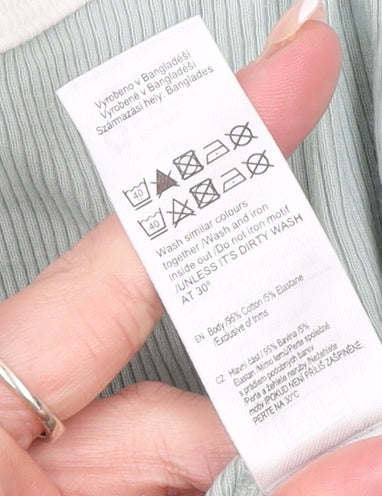 Vyrobeno v Bangladéši
Vyrobené v Bangladéši
Származási hely: Banglades
40
40
Wash similar colours
together /Wash and iron
inside out /Do not iron motif
/UNLESS IT'S DIRTY WASH
AT 30°
EN Body /95% Cotton /5% Elastane
/Exclusive of trims
CZ Hlavní část / 95% Bavlna /5%
Elastan /Mimo lemů /Perte společně
s prádlem podobných barev
/Perte a žehlete naruby /Nežehlete
motiv /POKUD NENÍ PŘÍLIŠ ZAŠPINĚNÉ,
PERTE NA 30°C